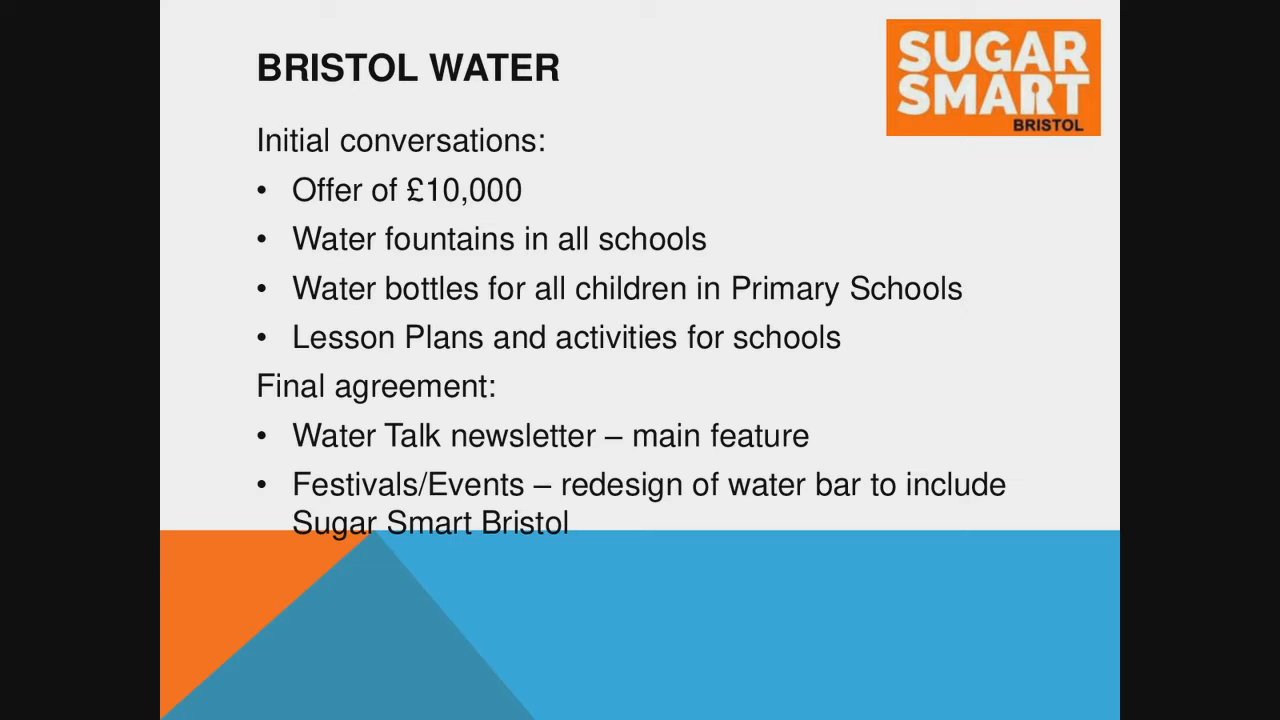 BRISTOL WATER
SUGAR
SMART
BRISTOL
Initial conversations:
• Offer of £10,000
• Water fountains in all schools
• Water bottles for all children in Primary Schools
• Lesson Plans and activities for schools
Final agreement:
• Water Talk newsletter – main feature
• Festivals/Events – redesign of water bar to include
Sugar Smart Bristol